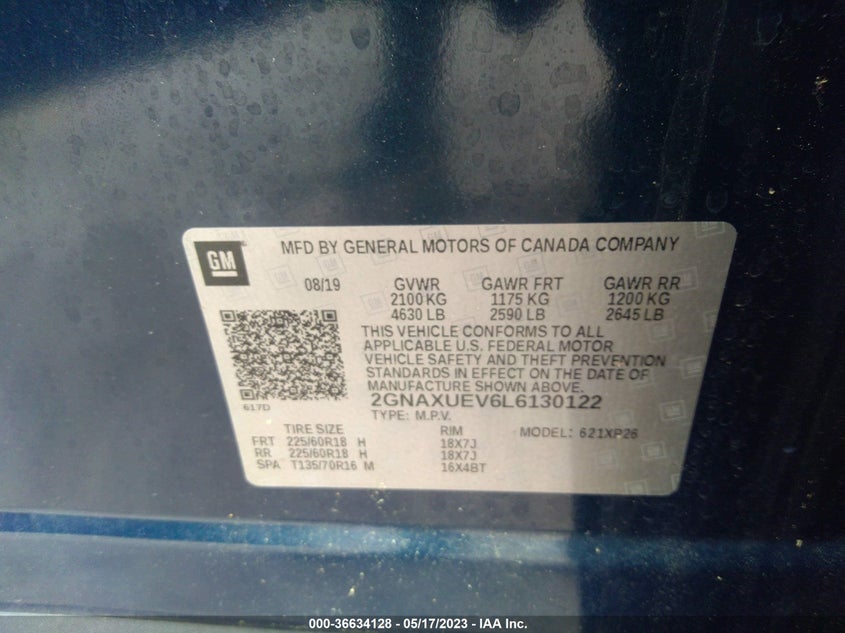 GM
MFD BY GENERAL MOTORS OF CANADA COMPANY
08/19 GVWR GAWR FRT GAWR RR
2100 KG 1175 KG 1200 KG
4630 LB 2590 LB 2645 LB
THIS VEHICLE CONFORMS TO ALL
APPLICABLE U.S. FEDERAL MOTOR
VEHICLE SAFETY AND THEFT PREVENTION
STANDARDS IN EFFECT ON THE DATE OF
MANUFACTURE SHOWN ABOVE.
2GNAXUEV6L6130122
617D
TYPE: M.P.V.
TIRE SIZE RIM MODEL: 621XP26
FRT 225/60R18 H 18X7J
RR 225/60R18 H 18X7J
SPA T135/70R16 M 16X4BT
000-36634128 — 05/17/2023 — IAA Inc.